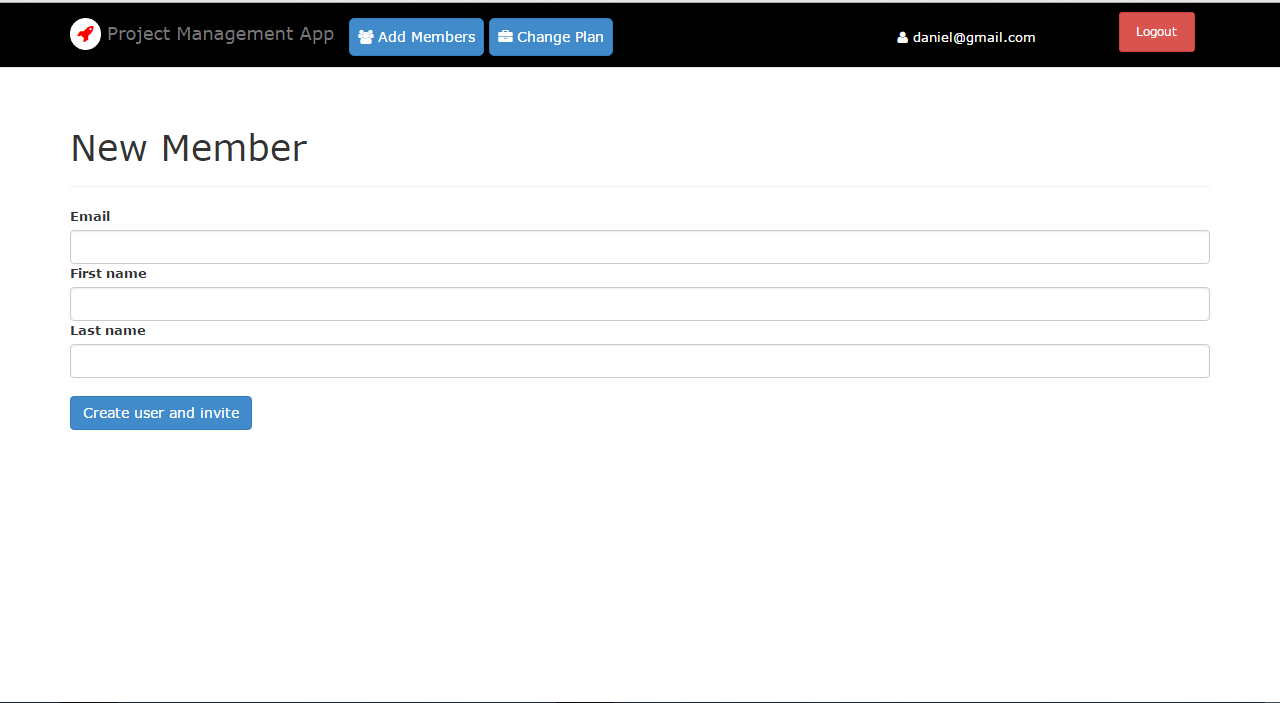 Project Management App Add Members Change Plan daniel@gmail.com Logout
New Member
Email
First name
Last name
Create user and invite